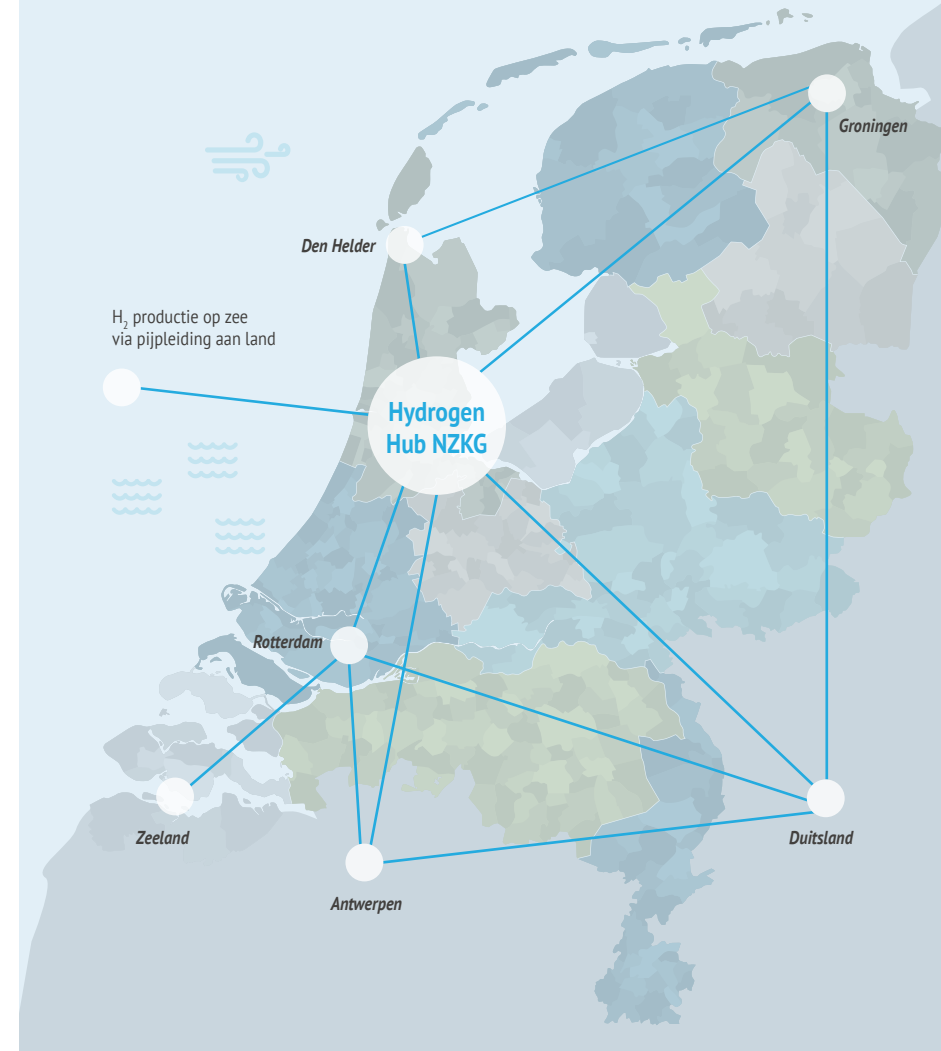 Groningen
Den Helder
H₂ productie op zee
via pijpleiding aan land
Hydrogen
Hub NZKG
Rotterdam
Zeeland
Duitsland
Antwerpen